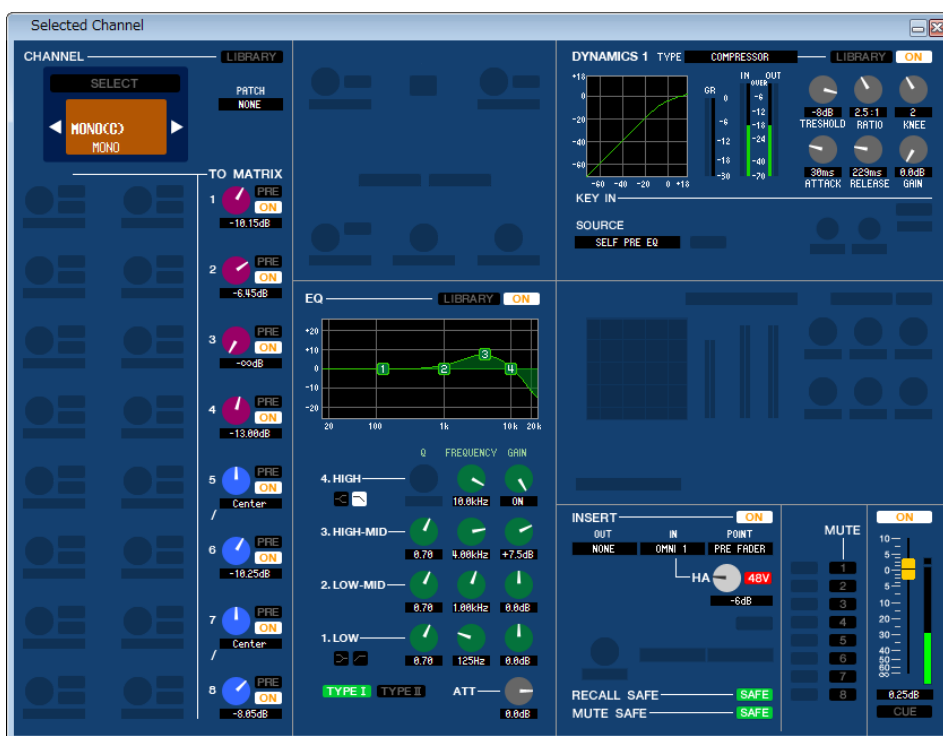 Selected Channel
CHANNEL
LIBRARY
SELECT
MONO(C)
MONO
PATCH
NONE
TO MATRIX
1
PRE
ON
-10.15dB
2
PRE
ON
-6.45dB
3
PRE
ON
-∞dB
4
PRE
ON
-13.00dB
5
PRE
ON
Center
/
6
PRE
ON
-10.25dB
7
PRE
ON
Center
/
8
PRE
ON
-8.05dB
EQ
LIBRARY
ON
+20
+10
0
-10
-20
1
2
3
4
20 100 1k 10k 20k
Q FREQUENCY GAIN
4. HIGH
10.0kHz ON
3. HIGH-MID
0.70 4.00kHz +7.5dB
2. LOW-MID
0.70 1.00kHz 0.0dB
1. LOW
0.70 125Hz 0.0dB
TYPE I TYPE II
ATT
0.0dB
DYNAMICS 1 TYPE COMPRESSOR
LIBRARY
ON
+18
0
-20
-40
-60
-60 -40 -20 0 +18
GR
0
-6
-12
-18
-30
IN OUT
OVER
-6
-12
-18
-24
-40
-70
-8dB 2.5:1 2
TRESHOLD RATIO KNEE
30ms 229ms 0.0dB
ATTACK RELEASE GAIN
KEY IN
SOURCE
SELF PRE EQ
INSERT
ON
OUT IN POINT
NONE OMNI 1 PRE FADER
HA
48V
-6dB
RECALL SAFE
SAFE
MUTE SAFE
SAFE
MUTE
1
2
3
4
5
6
7
8
ON
10
5
0
5
10
20
30
40
50
60
∞
0.25dB
CUE